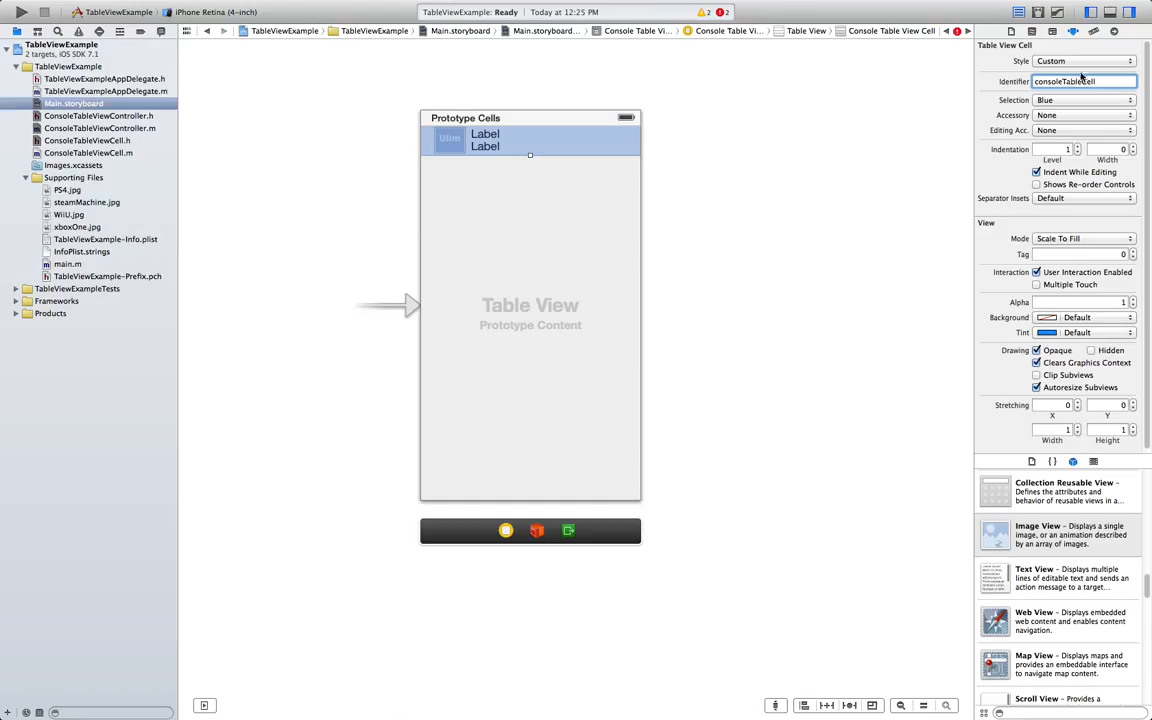 TableViewExample
iPhone Retina (4-inch)
TableViewExample: Ready
Today at 12:25 PM
2
2
TableViewExample
TableViewExample
Main.storyboard
Main.storyboard...
Console Table Vi...
Console Table Vi...
Table View
Console Table View Cell
TableViewExample
2 targets, iOS SDK 7.1
TableViewExample
TableViewExampleAppDelegate.h
TableViewExampleAppDelegate.m
Main.storyboard
ConsoleTableViewController.h
ConsoleTableViewController.m
ConsoleTableViewCell.h
ConsoleTableViewCell.m
Images.xcassets
Supporting Files
PS4.jpg
steamMachine.jpg
WiiU.jpg
xboxOne.jpg
TableViewExample-Info.plist
InfoPlist.strings
main.m
TableViewExample-Prefix.pch
TableViewExampleTests
Frameworks
Products
Prototype Cells
Label
Label
Table View
Prototype Content
Table View Cell
Style Custom
Identifier consoleTableCell
Selection Blue
Accessory None
Editing Acc. None
Indentation 1 0
Level Width
Indent While Editing
Shows Re-order Controls
Separator Insets Default
View
Mode Scale To Fill
Tag 0
Interaction User Interaction Enabled
Multiple Touch
Alpha 1
Background Default
Tint Default
Drawing Opaque Hidden
Clears Graphics Context
Clip Subviews
Autoresize Subviews
Stretching 0 0
X Y
1 1
Width Height
Collection Reusable View -
Defines the attributes and
behavior of reusable views in a...
Image View - Displays a single
image, or an animation described
by an array of images.
Text View - Displays multiple
lines of editable text and sends an
action message to a target...
Web View - Displays embedded
web content and enables content
navigation.
Map View - Displays maps and
provides an embeddable interface
to navigate map content.
Scroll View - Provides a